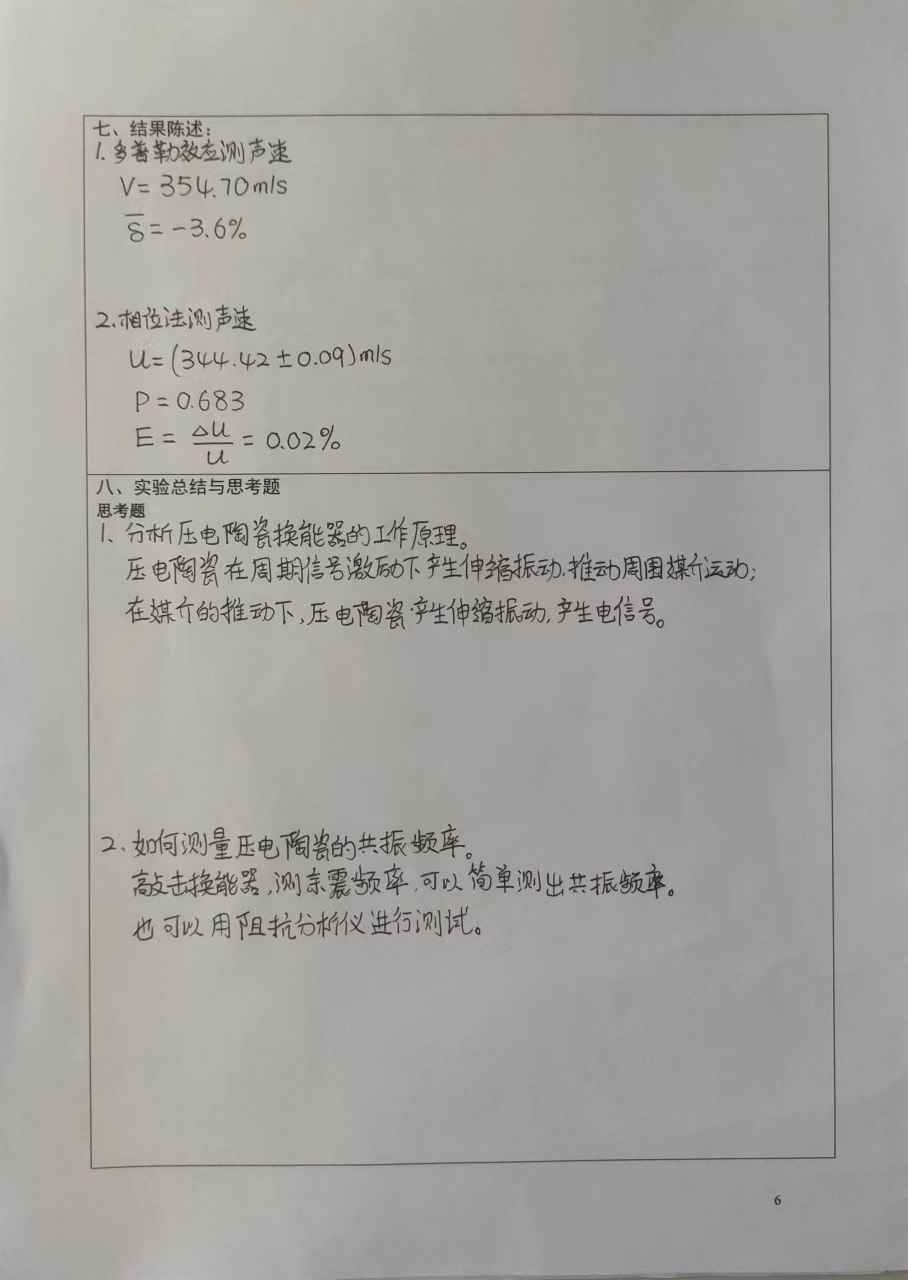 七、结果陈述：
1. 多普勒效应测声速
V = 354.70m/s
δ̅ = -3.6%
2. 相位法测声速
u = (344.42 ± 0.09) m/s
P = 0.683
E = Δu/u = 0.02%
八、实验总结与思考题
思考题
1、分析压电陶瓷换能器的工作原理。
压电陶瓷在周期信号激励下产生伸缩振动,推动周围媒介运动;
在媒介的推动下,压电陶瓷产生伸缩振动,产生电信号。
2、如何测量压电陶瓷的共振频率。
敲击换能器,测余震频率,可以简单测出共振频率。
也可以用阻抗分析仪进行测试。
6